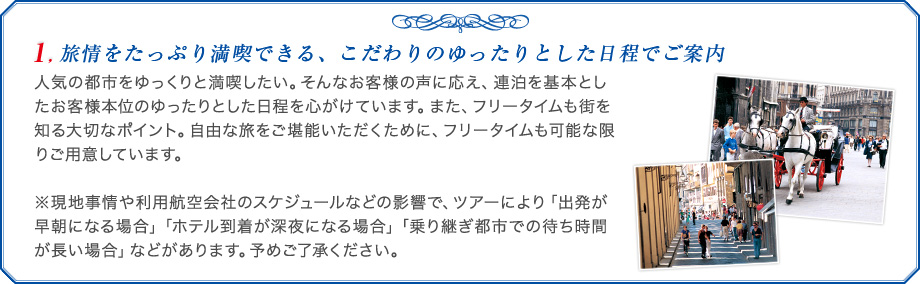 1. 旅情をたっぷり満喫できる、こだわりのゆったりとした日程でご案内
人気の都市をゆっくりと満喫したい。そんなお客様の声に応え、連泊を基本とし
たお客様本位のゆったりとした日程を心がけています。また、フリータイムも街を
知る大切なポイント。自由な旅をご堪能いただくために、フリータイムも可能な限
りご用意しています。
※現地事情や利用航空会社のスケジュールなどの影響で、ツアーにより「出発が
早朝になる場合」「ホテル到着が深夜になる場合」「乗り継ぎ都市での待ち時間
が長い場合」などがあります。予めご了承ください。